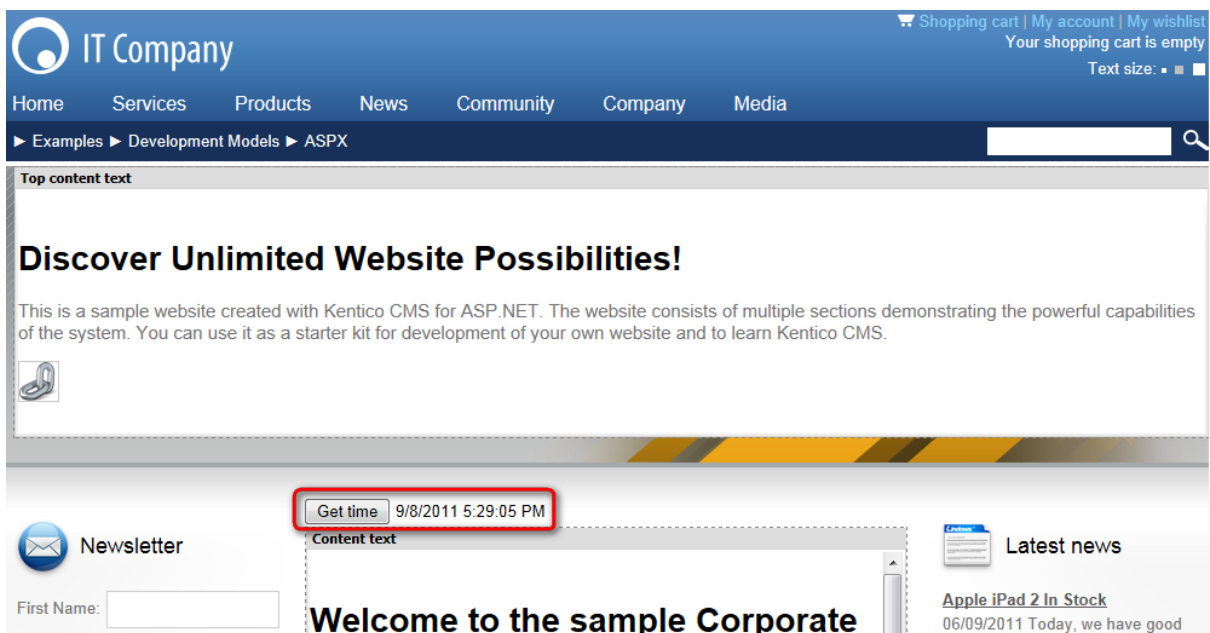 Shopping cart | My account | My wishlist
IT Company
Your shopping cart is empty
Text size:
Home Services Products News Community Company Media
► Examples ► Development Models ► ASPX
Top content text
Discover Unlimited Website Possibilities!
This is a sample website created with Kentico CMS for ASP.NET. The website consists of multiple sections demonstrating the powerful capabilities
of the system. You can use it as a starter kit for development of your own website and to learn Kentico CMS.
Get time 9/8/2011 5:29:05 PM
Content text
Newsletter
Latest news
First Name:
Welcome to the sample Corporate
Apple iPad 2 In Stock
06/09/2011 Today, we have good